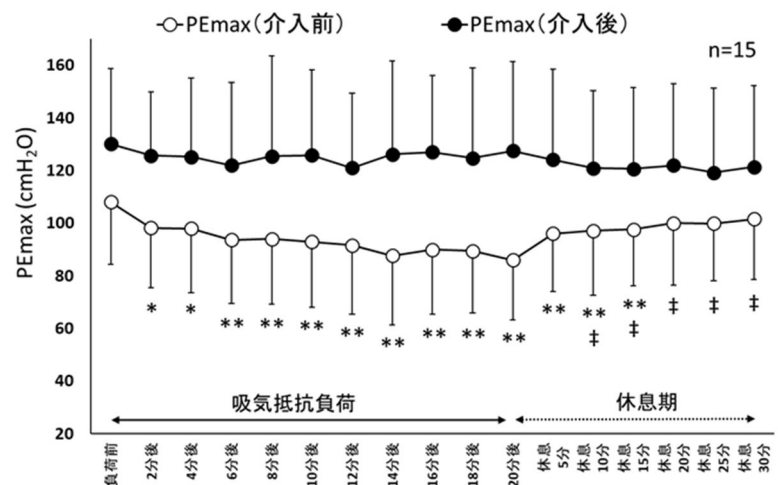 PEmax(介入前) PEmax(介入後)
n=15
PEmax (cmH₂O)
160
140
120
100
80
60
40
20
* * ** ** ** ** ** ** ** ** ** ** ** ‡ ‡ ‡
‡ ‡
吸気抵抗負荷 休息期
負荷前 2分後 4分後 6分後 8分後 10分後 12分後 14分後 16分後 18分後 20分後 休息 5分 休息 10分 休息 15分 休息 20分 休息 25分 休息 30分